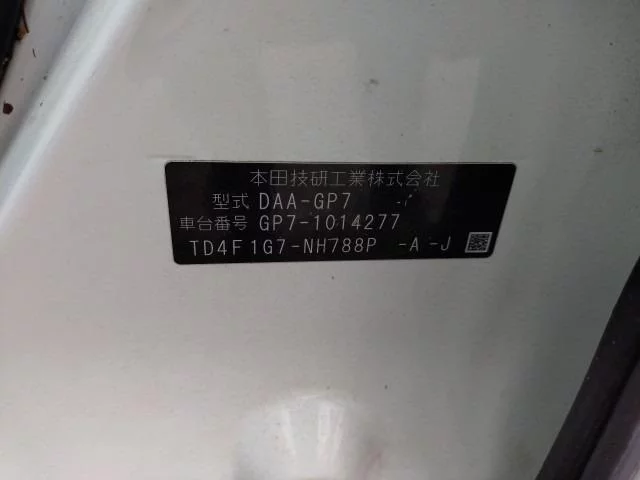 本田技研工業株式会社
型式 DAA-GP7
車台番号 GP7-1014277
TD4F1G7-NH788P -A -J